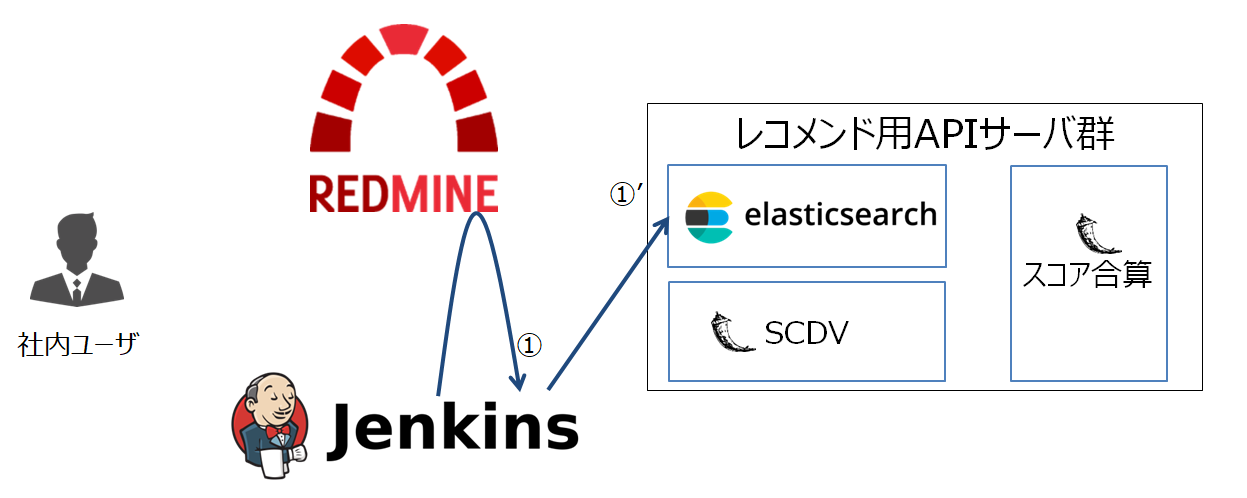 REDMINE
レコメンド用APIサーバ群
①’
elasticsearch
スコア合算
SCDV
社内ユーザ
①
Jenkins